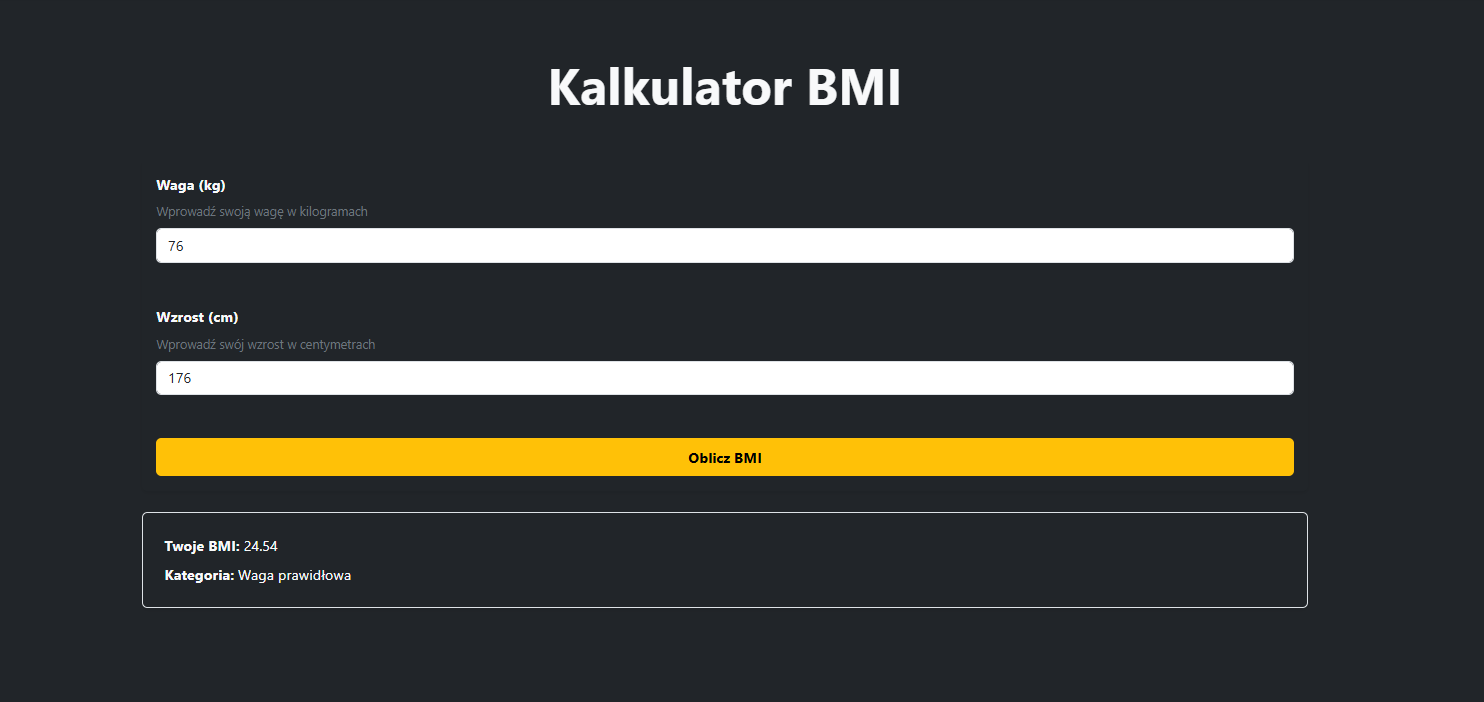 Kalkulator BMI
Waga (kg)
Wprowadź swoją wagę w kilogramach
76
Wzrost (cm)
Wprowadź swój wzrost w centymetrach
176
Oblicz BMI
Twoje BMI: 24.54
Kategoria: Waga prawidłowa